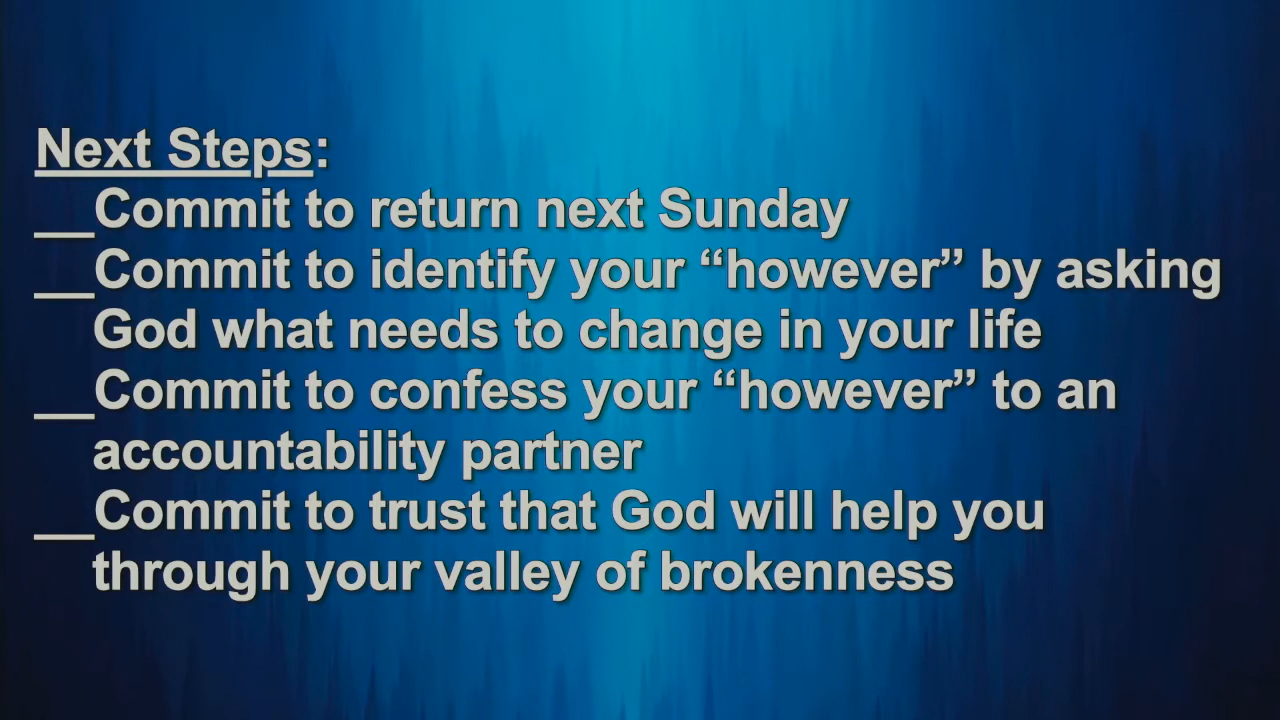 Next Steps:
__Commit to return next Sunday
__Commit to identify your “however” by asking
God what needs to change in your life
__Commit to confess your “however” to an
accountability partner
__Commit to trust that God will help you
through your valley of brokenness